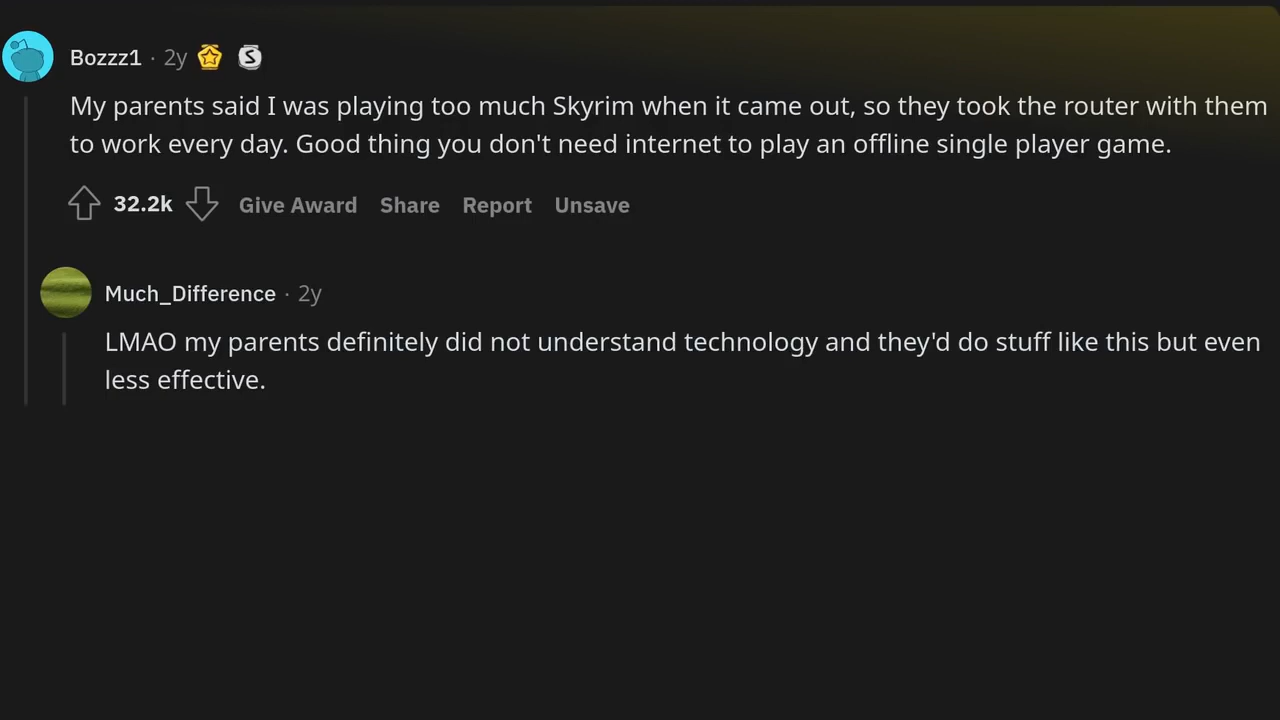 Bozzz1 · 2y
My parents said I was playing too much Skyrim when it came out, so they took the router with them
to work every day. Good thing you don't need internet to play an offline single player game.
32.2k Give Award Share Report Unsave
Much_Difference · 2y
LMAO my parents definitely did not understand technology and they'd do stuff like this but even
less effective.